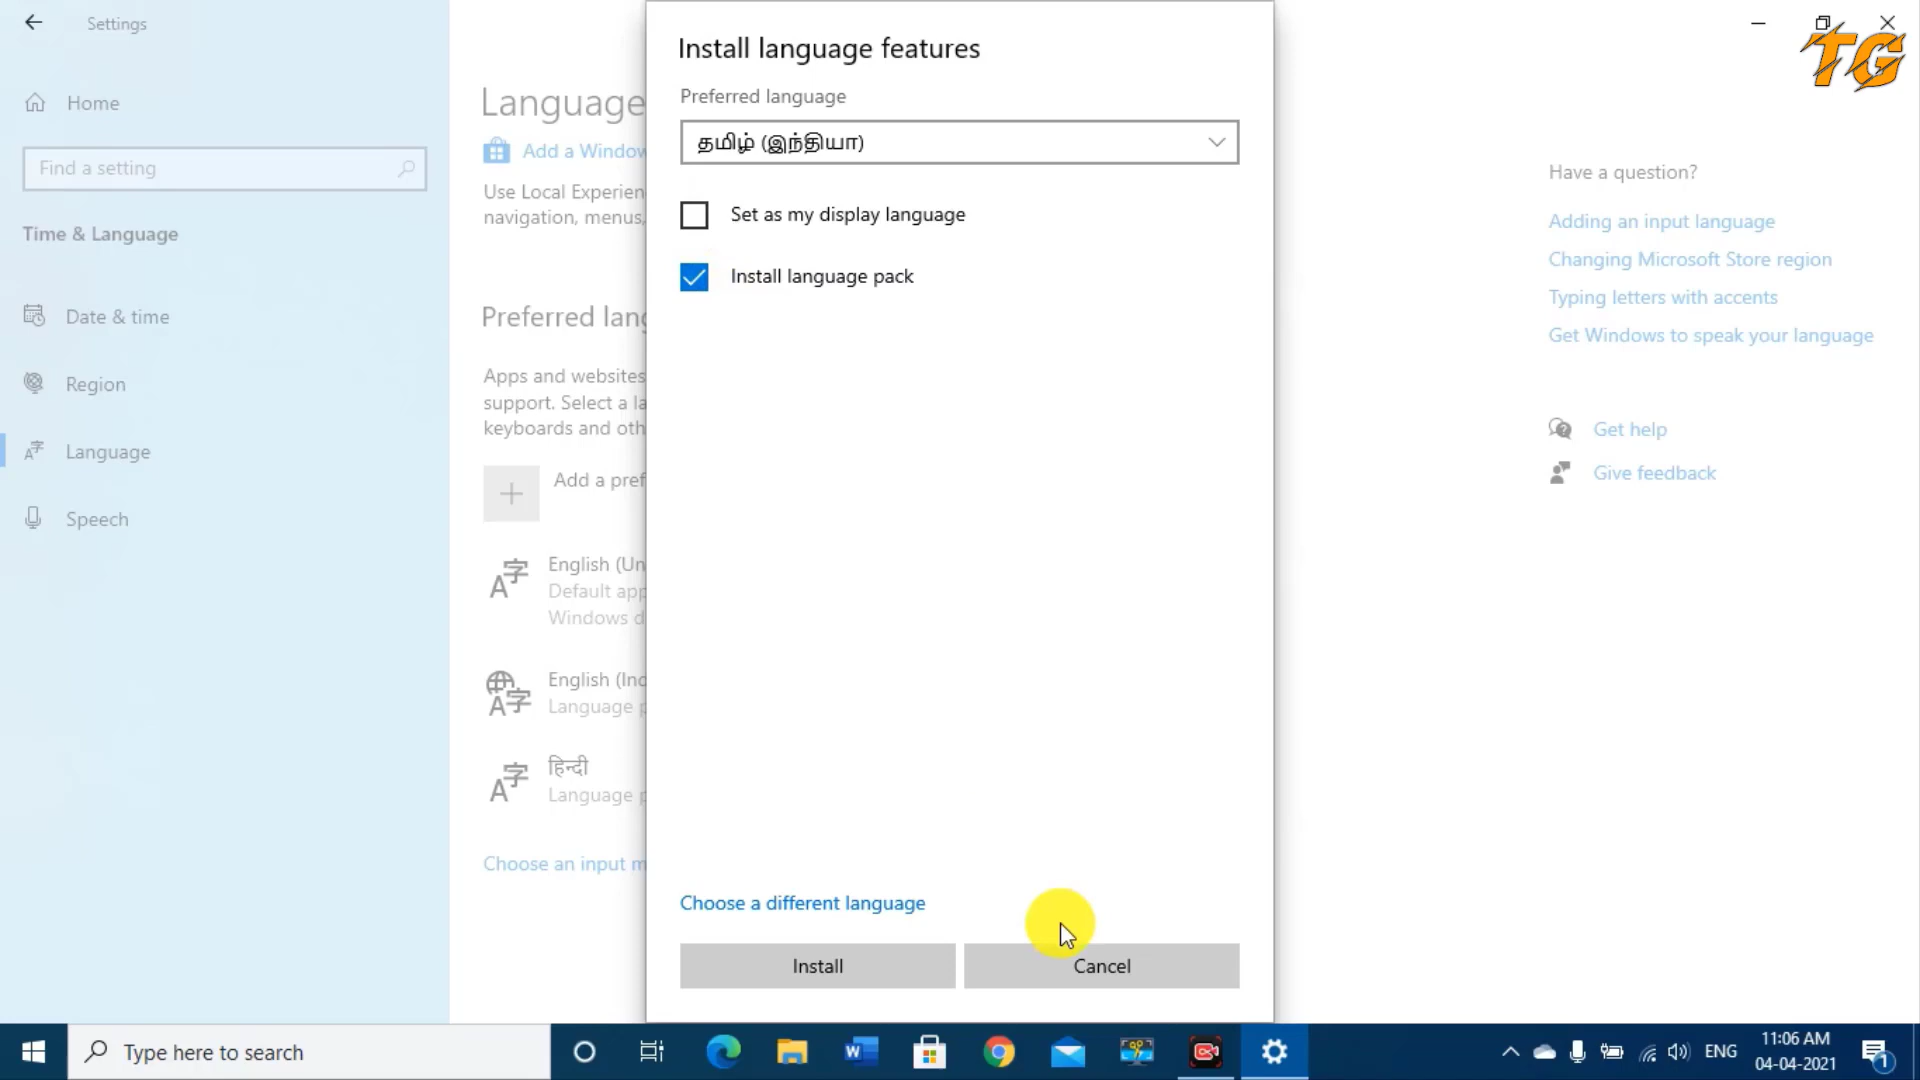 Settings
TG
Home
Find a setting
Time & Language
Date & time
Region
Language
Speech
Language
Add a Window
Use Local Experien
navigation, menus,
Preferred lang
Apps and websites
support. Select a la
keyboards and oth
Add a pref
English (Un
Default app
Windows d
English (Ind
Language p
हिन्दी
Language p
Choose an input m
Install language features
Preferred language
தமிழ் (இந்தியா)
Set as my display language
Install language pack
Choose a different language
Install
Cancel
Have a question?
Adding an input language
Changing Microsoft Store region
Typing letters with accents
Get Windows to speak your language
Get help
Give feedback
Type here to search
ENG
11:06 AM
04-04-2021
1